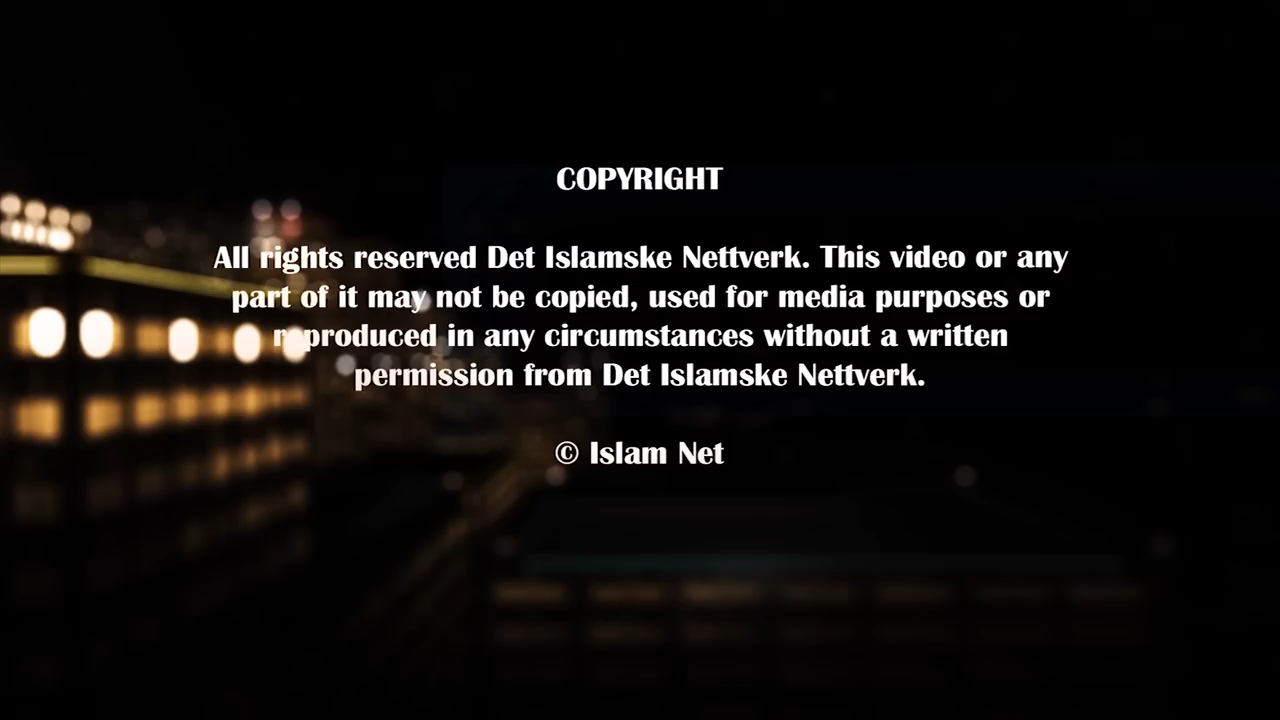 COPYRIGHT
All rights reserved Det Islamske Nettverk. This video or any
part of it may not be copied, used for media purposes or
reproduced in any circumstances without a written
permission from Det Islamske Nettverk.
© Islam Net